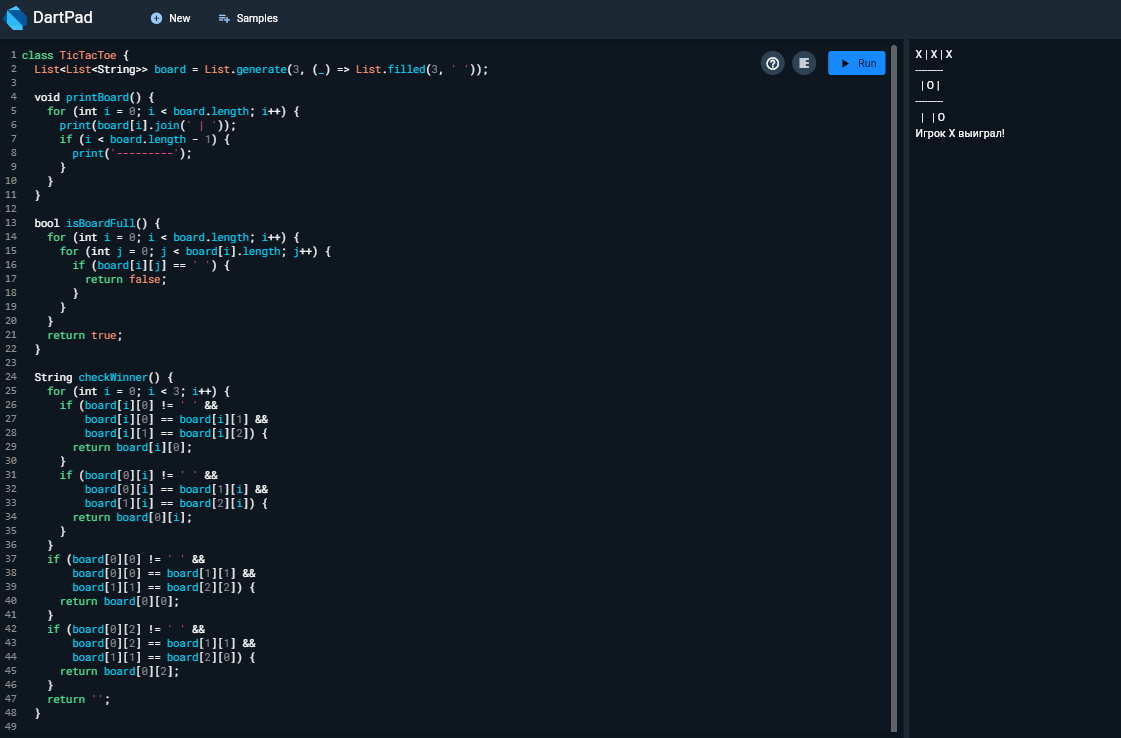 DartPad
New
Samples
1 class TicTacToe {
2   List<List<String>> board = List.generate(3, (_) => List.filled(3, ' '));
3
4   void printBoard() {
5     for (int i = 0; i < board.length; i++) {
6       print(board[i].join(' | '));
7       if (i < board.length - 1) {
8         print('---------');
9       }
10     }
11   }
12
13   bool isBoardFull() {
14     for (int i = 0; i < board.length; i++) {
15       for (int j = 0; j < board[i].length; j++) {
16         if (board[i][j] == ' ') {
17           return false;
18         }
19       }
20     }
21     return true;
22   }
23
24   String checkWinner() {
25     for (int i = 0; i < 3; i++) {
26       if (board[i][0] != ' ' &&
27           board[i][0] == board[i][1] &&
28           board[i][1] == board[i][2]) {
29         return board[i][0];
30       }
31       if (board[0][i] != ' ' &&
32           board[0][i] == board[1][i] &&
33           board[1][i] == board[2][i]) {
34         return board[0][i];
35       }
36     }
37     if (board[0][0] != ' ' &&
38         board[0][0] == board[1][1] &&
39         board[1][1] == board[2][2]) {
40       return board[0][0];
41     }
42     if (board[0][2] != ' ' &&
43         board[0][2] == board[1][1] &&
44         board[1][1] == board[2][0]) {
45       return board[0][2];
46     }
47     return '';
48   }
49
Run
X | X | X
---------
  | O |
---------
  |   | O
Игрок X выиграл!